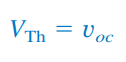 V_Th = v_oc